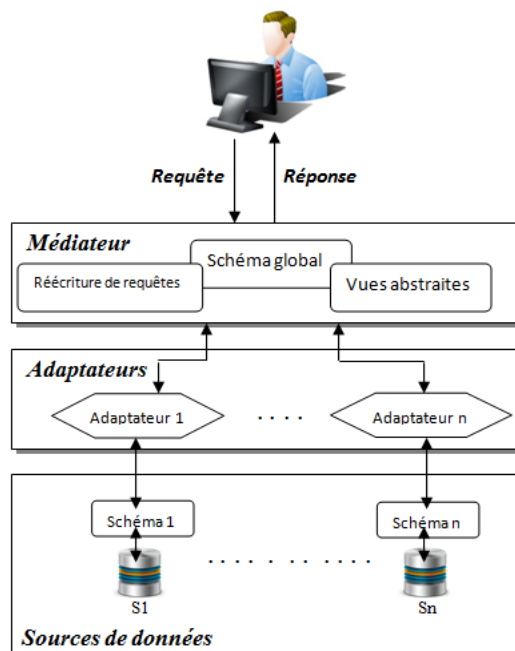 Requête Réponse
Médiateur
Schéma global
Réécriture de requêtes
Vues abstraites
Adaptateurs
Adaptateur 1 . . . . Adaptateur n
Schéma 1 Schéma n
. . . . . . . . . .
S1 Sn
Sources de données